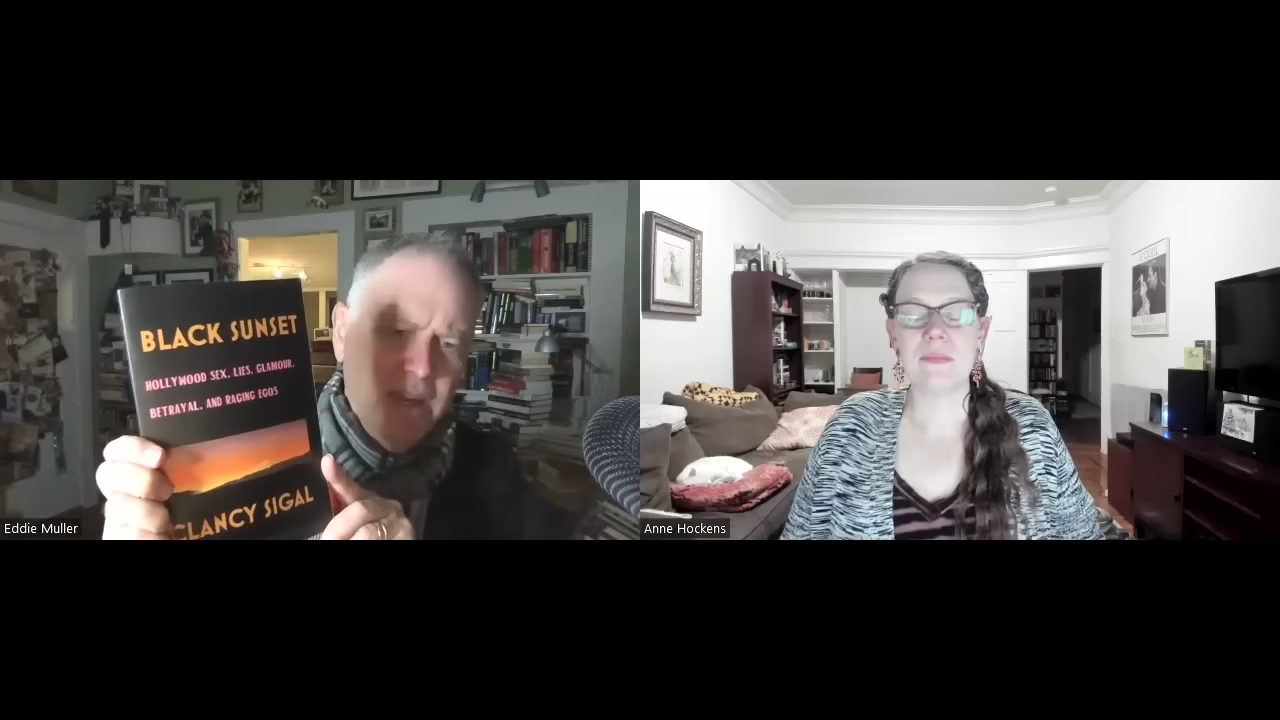 BLACK SUNSET
HOLLYWOOD SEX, LIES, GLAMOUR,
BETRAYAL, AND RAGING EGOS
CLANCY SIGAL
Eddie Muller
Anne Hockens